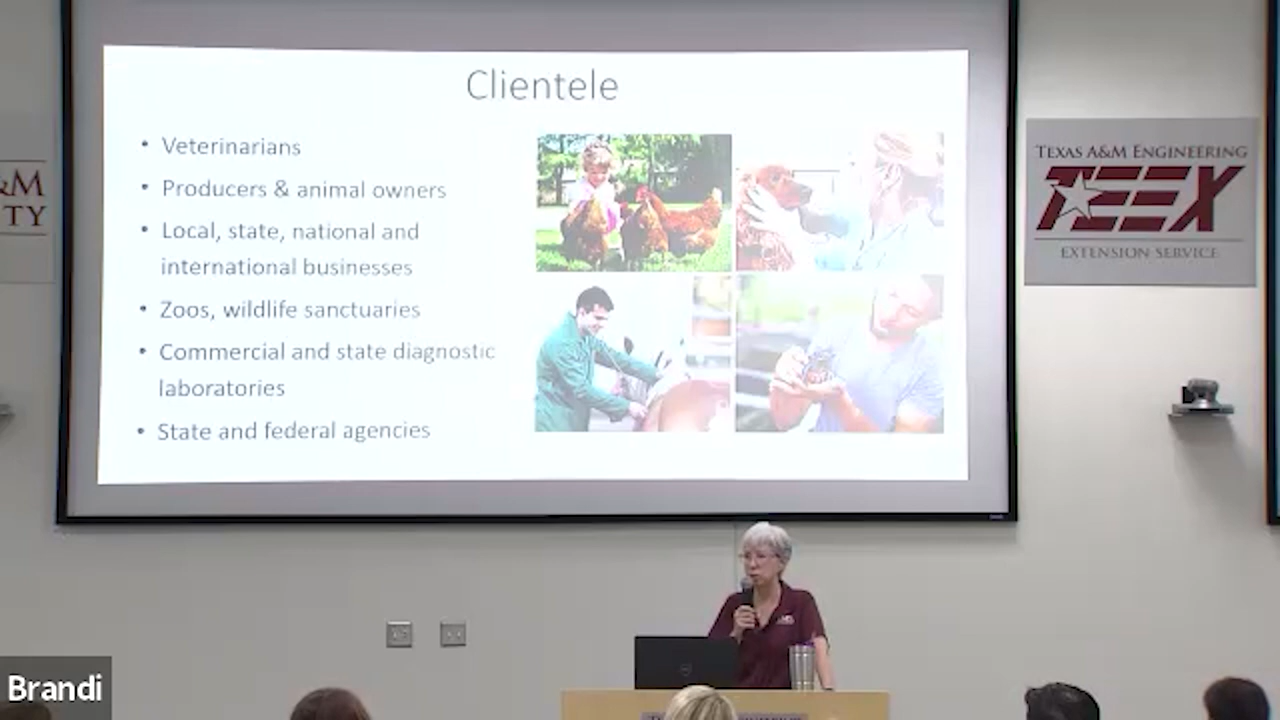 Clientele
• Veterinarians
• Producers & animal owners
• Local, state, national and
international businesses
• Zoos, wildlife sanctuaries
• Commercial and state diagnostic
laboratories
• State and federal agencies
&M
TY
TEXAS A&M ENGINEERING
TEEX
EXTENSION SERVICE
Brandi